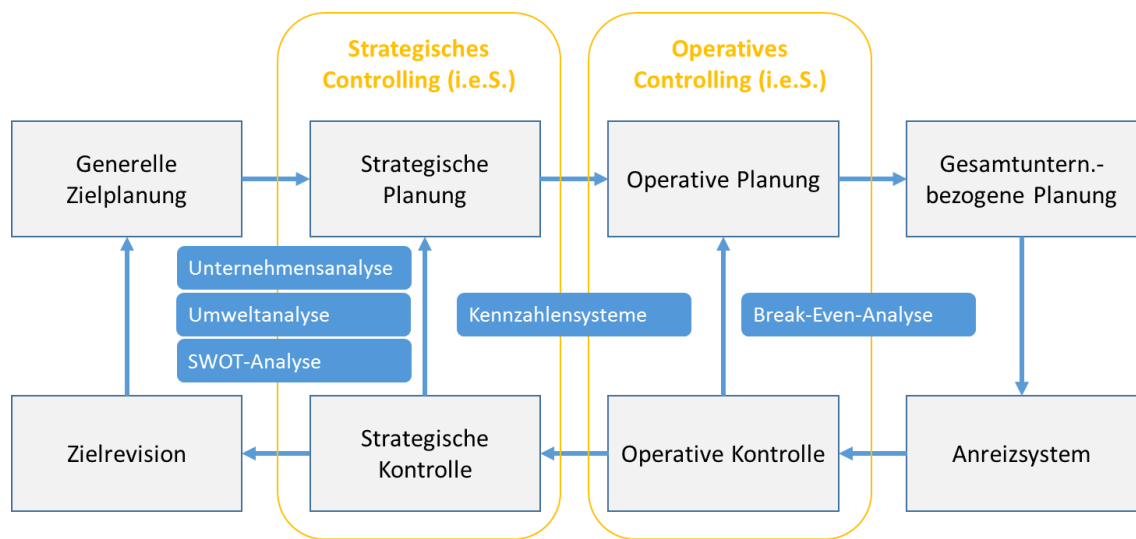 Strategisches
Controlling (i.e.S.)
Operatives
Controlling (i.e.S.)
Generelle
Zielplanung
Strategische
Planung
Operative Planung
Gesamtuntern.-
bezogene Planung
Unternehmensanalyse
Umweltanalyse
SWOT-Analyse
Kennzahlensysteme
Break-Even-Analyse
Zielrevision
Strategische
Kontrolle
Operative Kontrolle
Anreizsystem